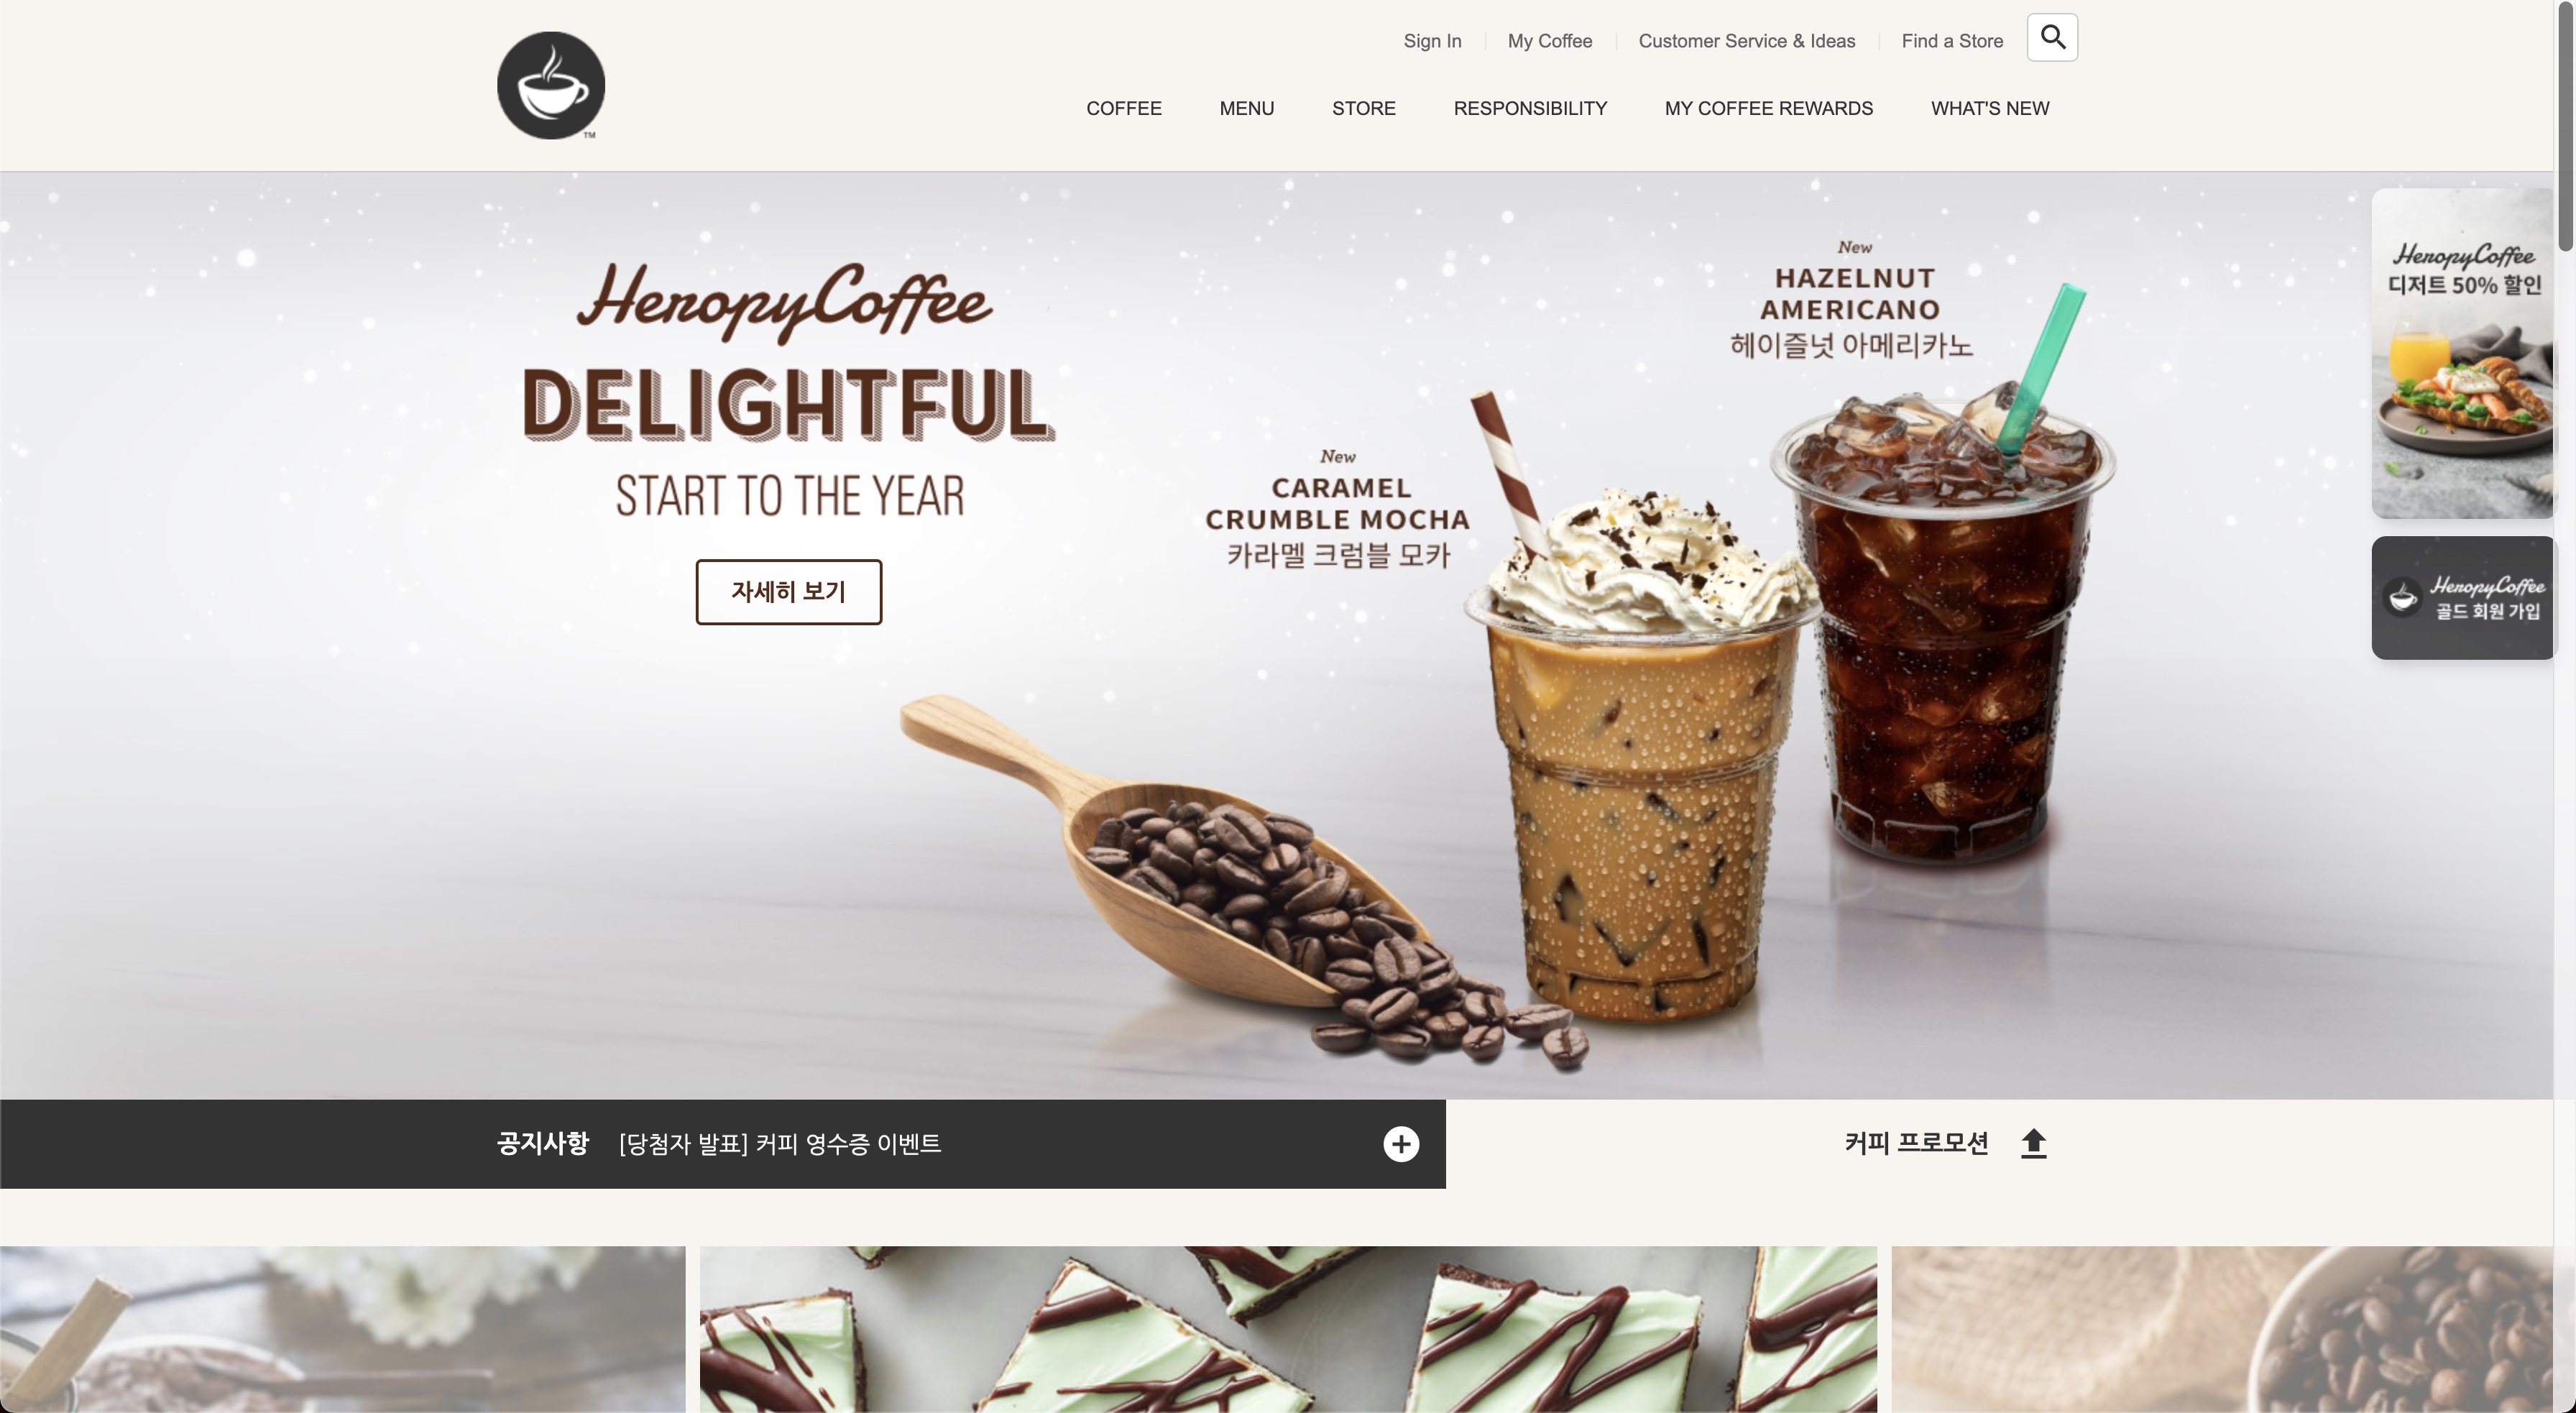 TM
Sign In
My Coffee
Customer Service & Ideas
Find a Store
COFFEE
MENU
STORE
RESPONSIBILITY
MY COFFEE REWARDS
WHAT'S NEW
HeropyCoffee
DELIGHTFUL
START TO THE YEAR
자세히 보기
New
CARAMEL
CRUMBLE MOCHA
카라멜 크럼블 모카
New
HAZELNUT
AMERICANO
헤이즐넛 아메리카노
HeropyCoffee
디저트 50% 할인
HeropyCoffee
골드 회원 가입
공지사항
[당첨자 발표] 커피 영수증 이벤트
커피 프로모션